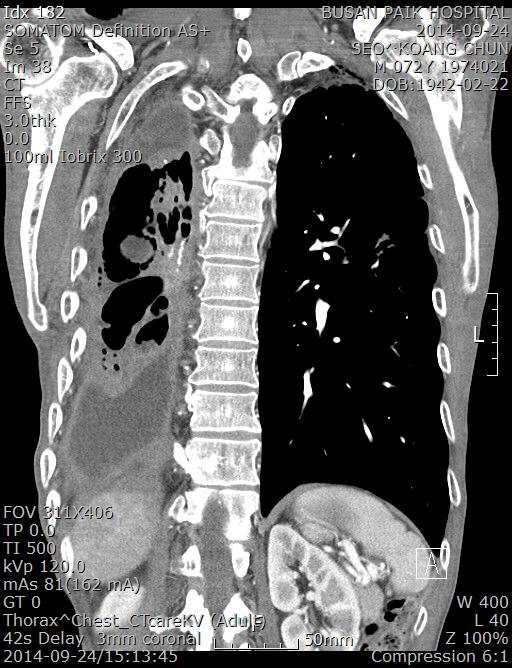 Idx 182
SOMATOM Definition AS+
Se 5
Im 38
CT
FFS
3.0thk
0.0
100ml Iobrix 300
BUSAN PAIK HOSPITAL
2014-09-24
SEOK-KOANG CHUN
M 072Y 1974021
DOB:1942-02-22
L
A
FOV 311X406
TP 0.0
TI 500
kVp 120.0
mAs 81(162 mA)
GT 0
Thorax^Chest_CTcareKV (Adult)
42s Delay 3mm coronal
2014-09-24/15:13:45
50mm
W 400
L 40
Z 100%
Compression 6:1